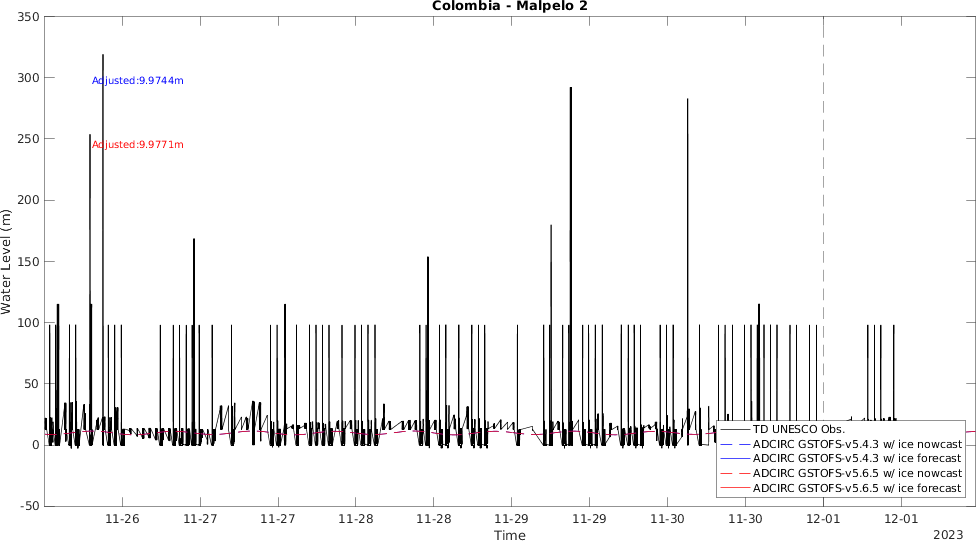 Colombia - Malpelo 2
350
300
250
200
150
100
50
0
-50
Water Level (m)
Adjusted:9.9744m
Adjusted:9.9771m
TD UNESCO Obs.
ADCIRC GSTOFS-v5.4.3 w/ ice nowcast
ADCIRC GSTOFS-v5.4.3 w/ ice forecast
ADCIRC GSTOFS-v5.6.5 w/ ice nowcast
ADCIRC GSTOFS-v5.6.5 w/ ice forecast
11-26 11-27 11-27 11-28 11-28 11-29 11-29 11-30 11-30 12-01 12-01
Time
2023